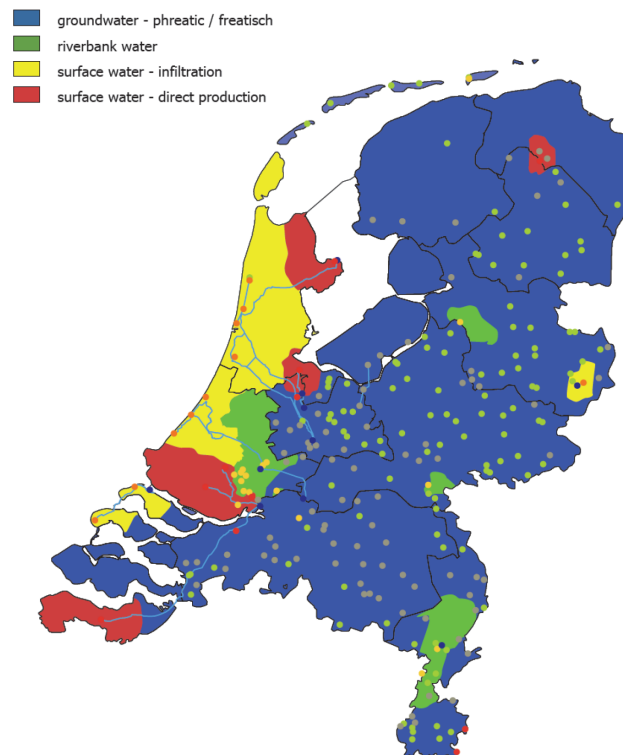 groundwater - phreatic / freatisch
riverbank water
surface water - infiltration
surface water - direct production